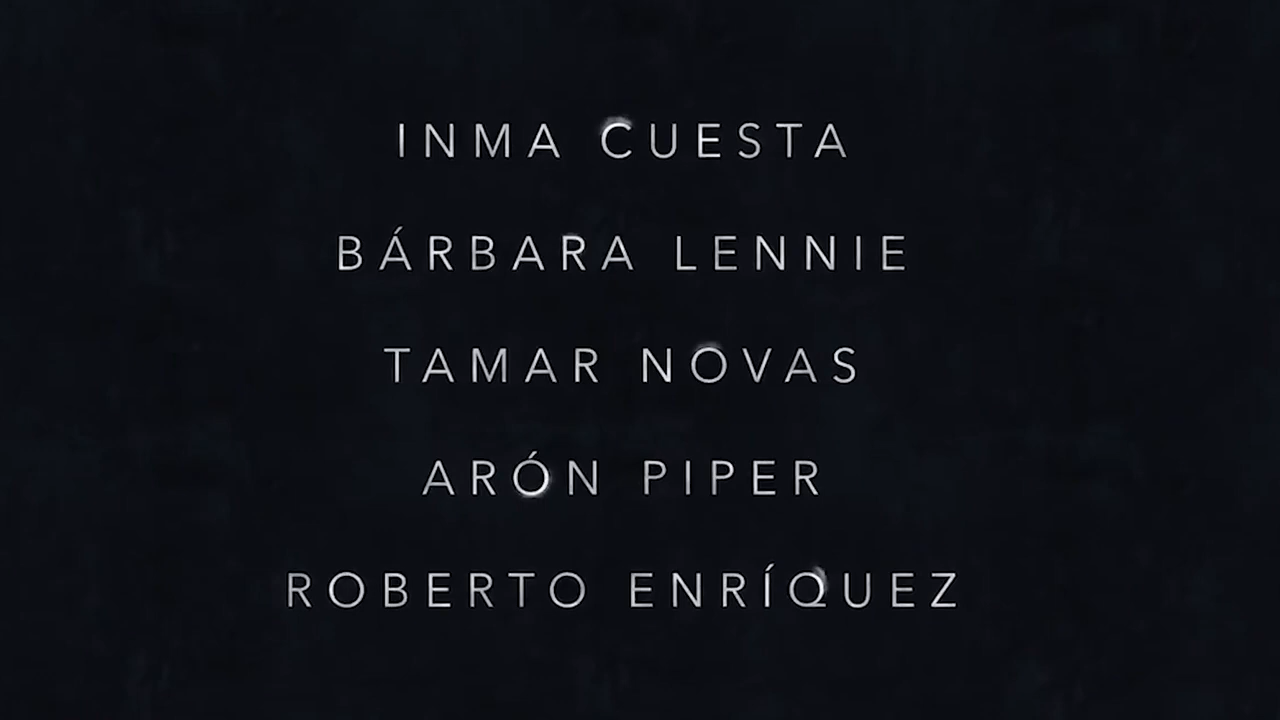 INMA CUESTA
BÁRBARA LENNIE
TAMAR NOVAS
ARÓN PIPER
ROBERTO ENRÍQUEZ